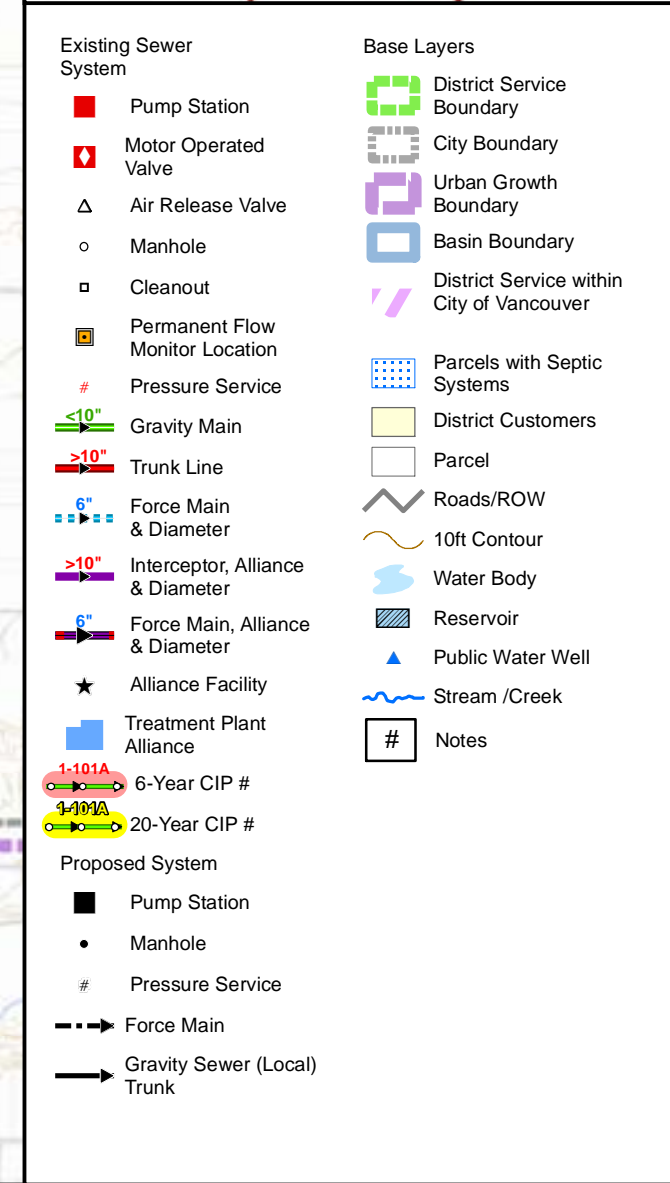 Existing Sewer
System
Pump Station
Motor Operated
Valve
Air Release Valve
Manhole
Cleanout
Permanent Flow
Monitor Location
# Pressure Service
<10" Gravity Main
>10" Trunk Line
6" Force Main
& Diameter
>10" Interceptor, Alliance
& Diameter
6" Force Main, Alliance
& Diameter
Alliance Facility
Treatment Plant
Alliance
1-101A
6-Year CIP #
1-101A
20-Year CIP #
Proposed System
Pump Station
Manhole
# Pressure Service
Force Main
Gravity Sewer (Local)
Trunk
Base Layers
District Service
Boundary
City Boundary
Urban Growth
Boundary
Basin Boundary
District Service within
City of Vancouver
Parcels with Septic
Systems
District Customers
Parcel
Roads/ROW
10ft Contour
Water Body
Reservoir
Public Water Well
Stream /Creek
# Notes